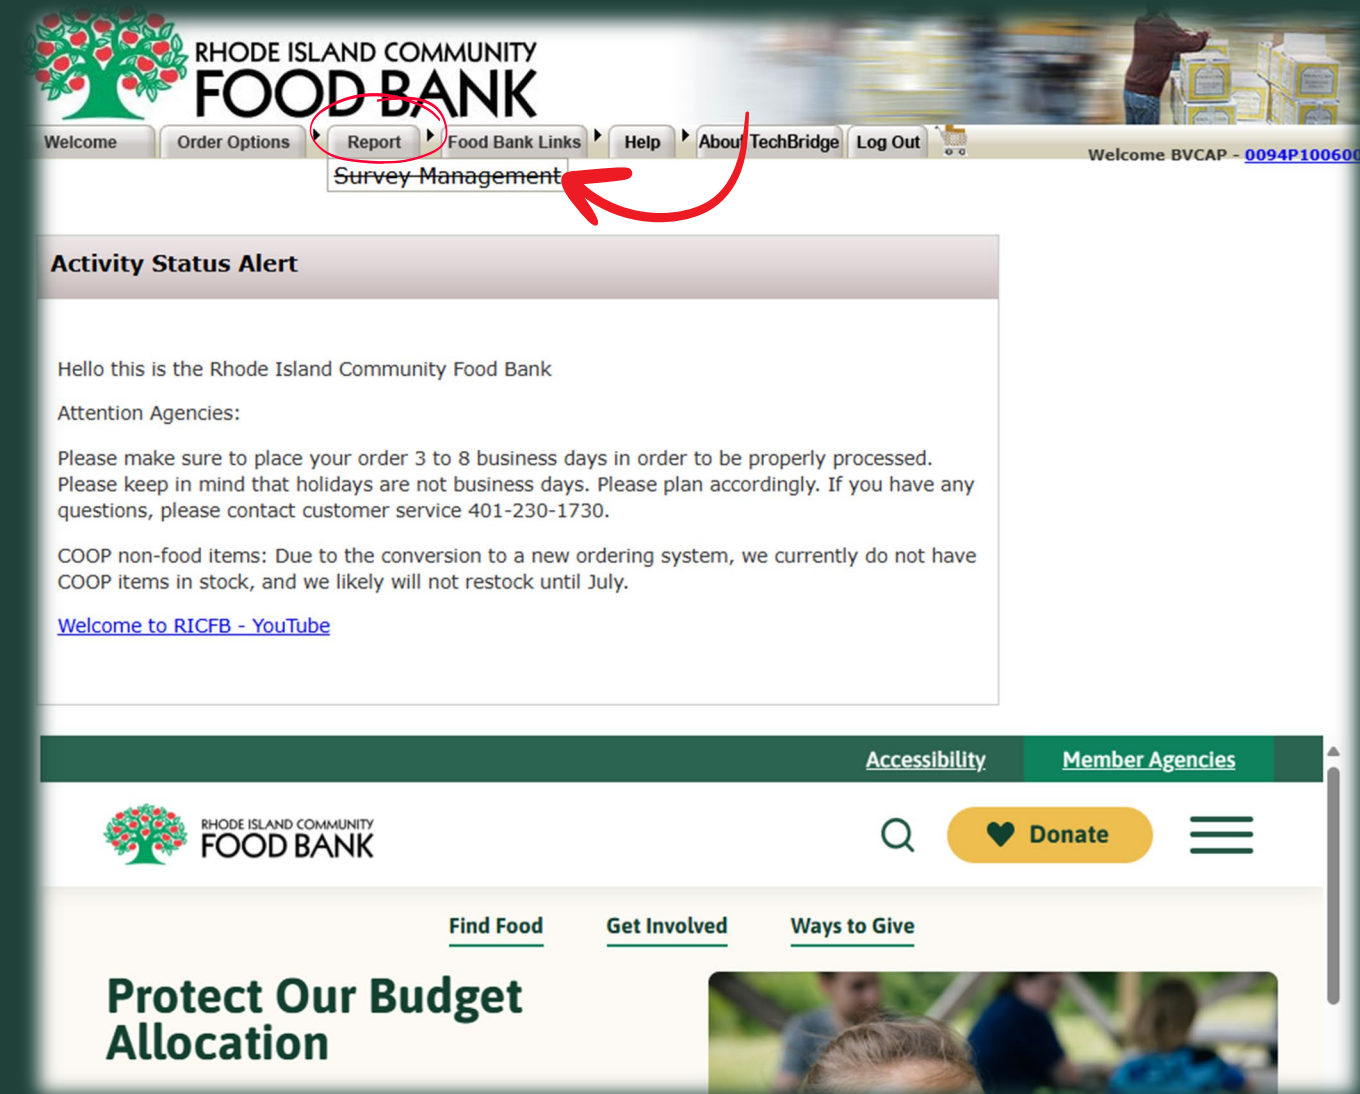 RHODE ISLAND COMMUNITY
FOOD BANK
Welcome
Order Options
Report
Food Bank Links
Help
About TechBridge
Log Out
Welcome BVCAP - 0094P100600
Survey Management
Activity Status Alert
Hello this is the Rhode Island Community Food Bank
Attention Agencies:
Please make sure to place your order 3 to 8 business days in order to be properly processed.
Please keep in mind that holidays are not business days. Please plan accordingly. If you have any
questions, please contact customer service 401-230-1730.
COOP non-food items: Due to the conversion to a new ordering system, we currently do not have
COOP items in stock, and we likely will not restock until July.
Welcome to RICFB - YouTube
Accessibility
Member Agencies
RHODE ISLAND COMMUNITY
FOOD BANK
Donate
Find Food
Get Involved
Ways to Give
Protect Our Budget
Allocation